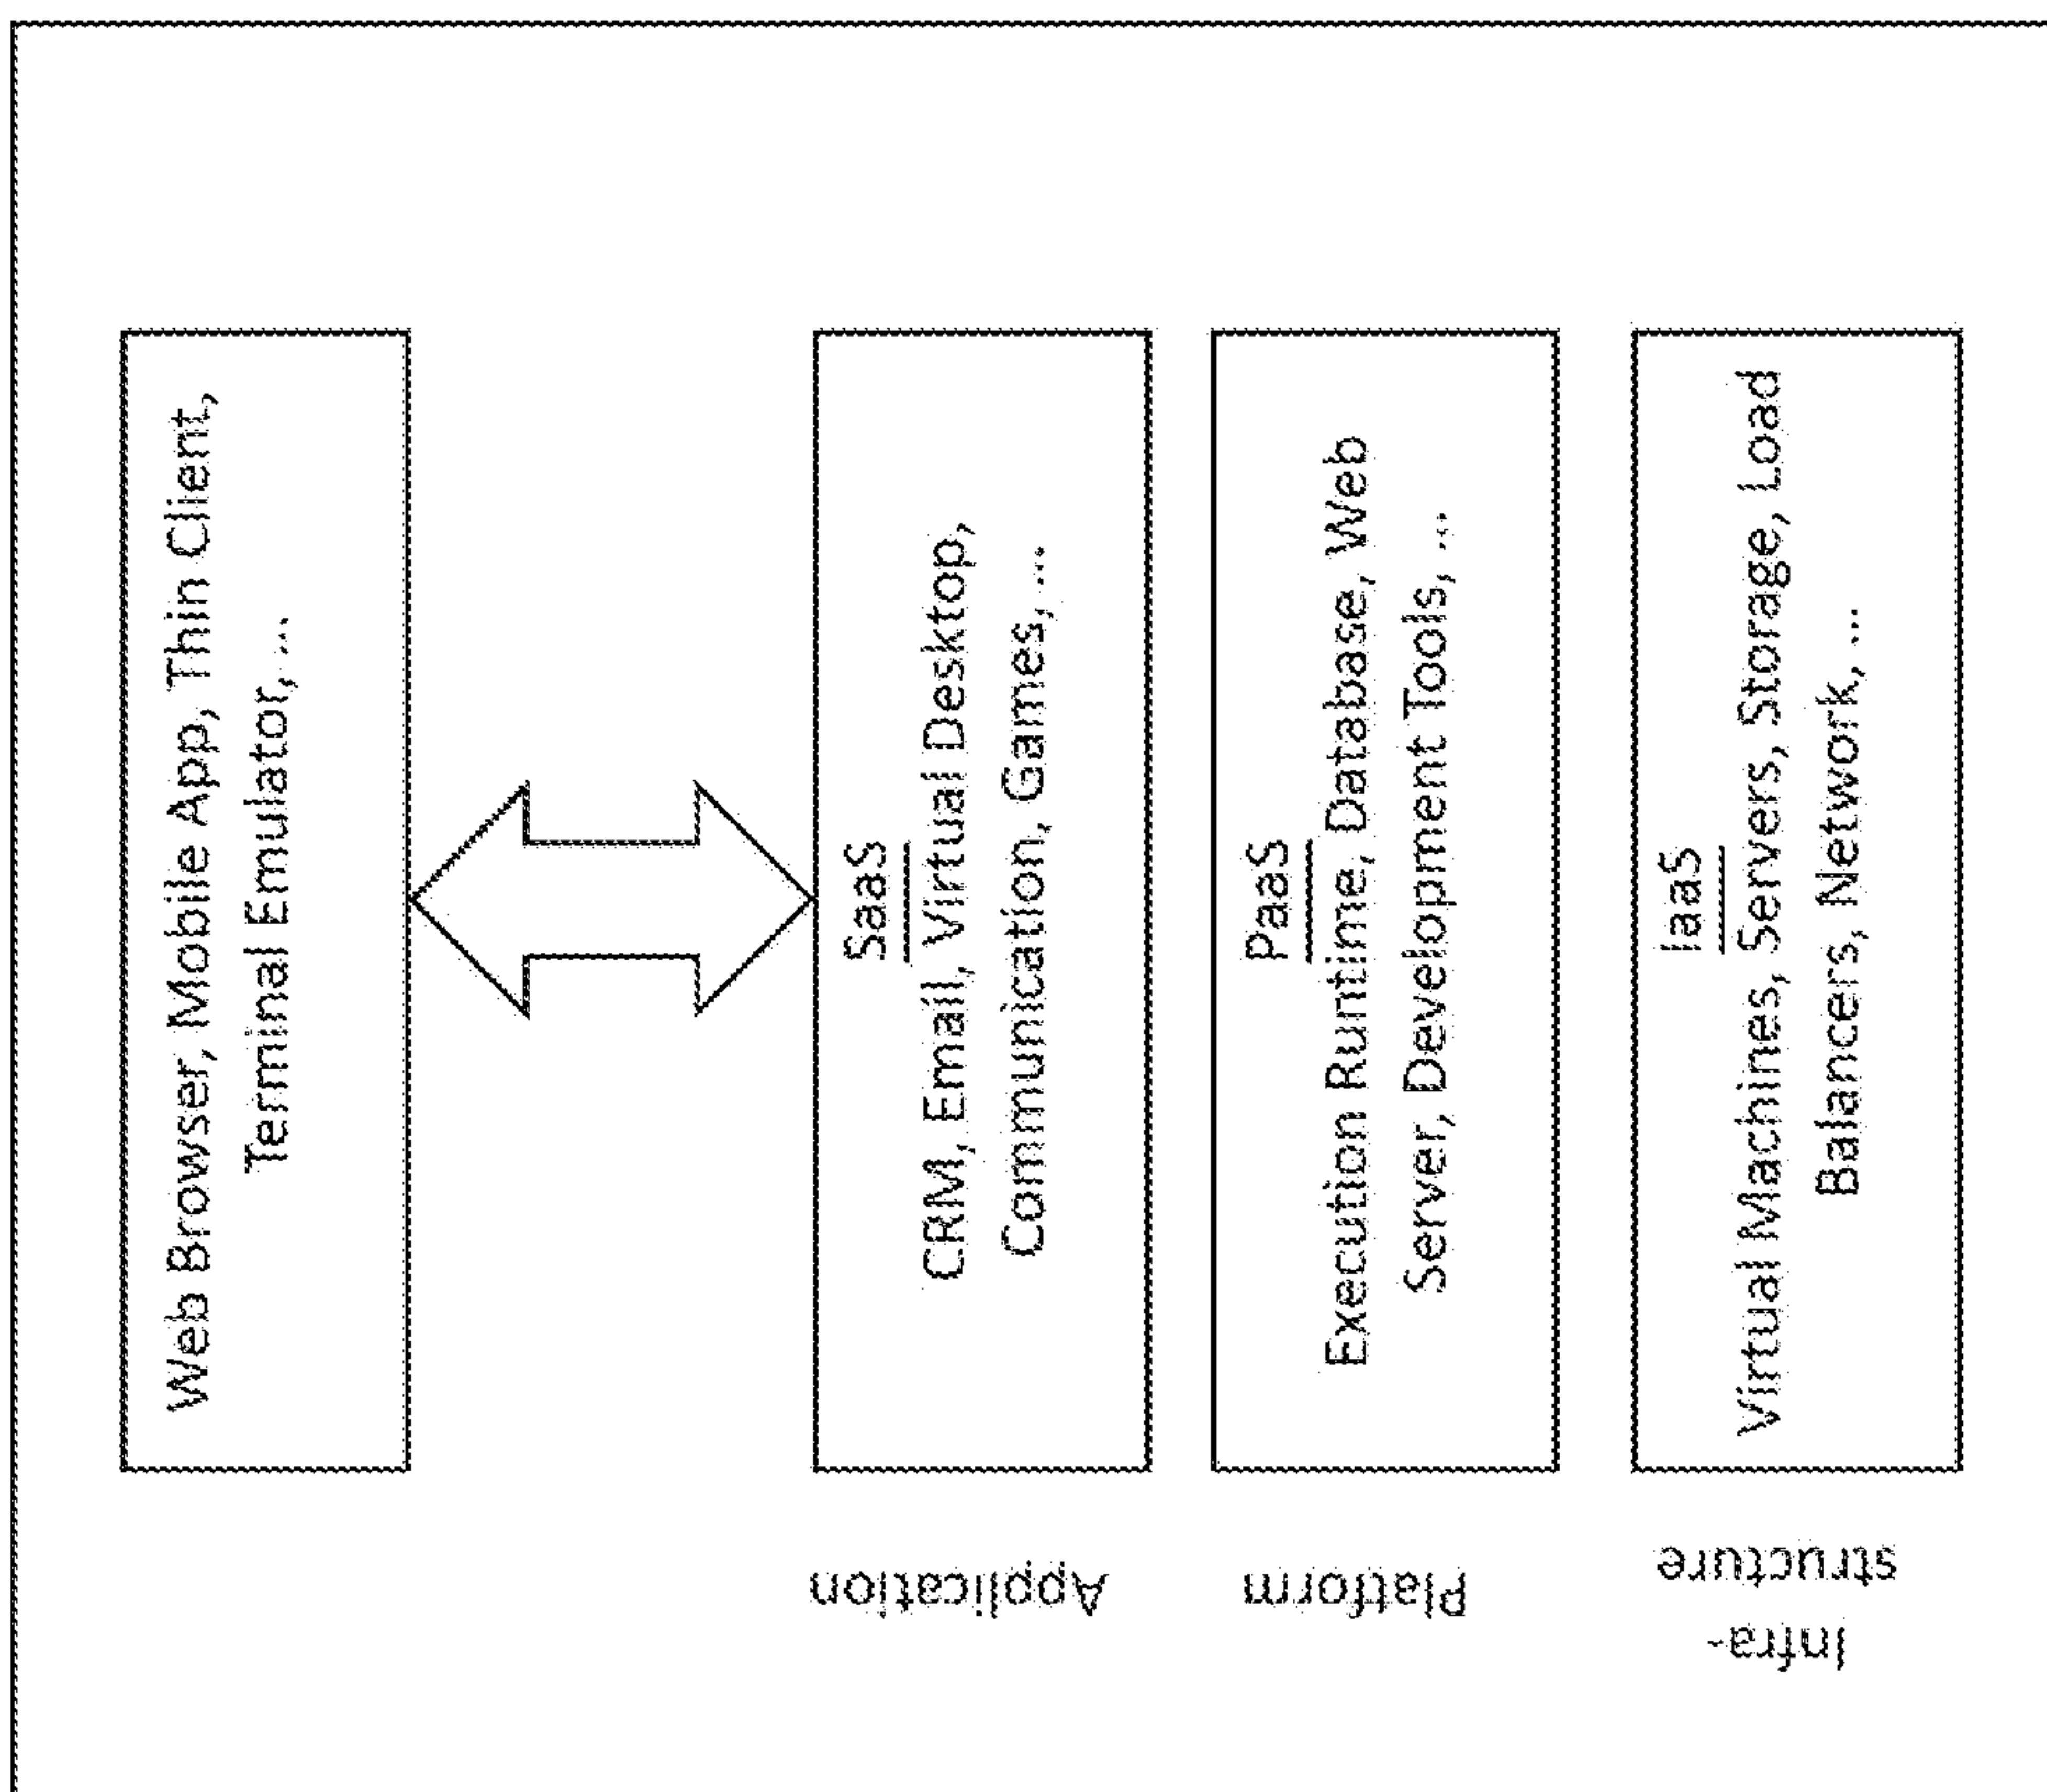 Web Browser, Mobile App, Thin Client,
Terminal Emulator, ...
Application
SaaS
CRM, Email, Virtual Desktop,
Communication, Games, ...
Platform
PaaS
Execution Runtime, Database, Web
Server, Development Tools, ...
Infra-
structure
IaaS
Virtual Machines, Servers, Storage, Load
Balancers, Network, ...